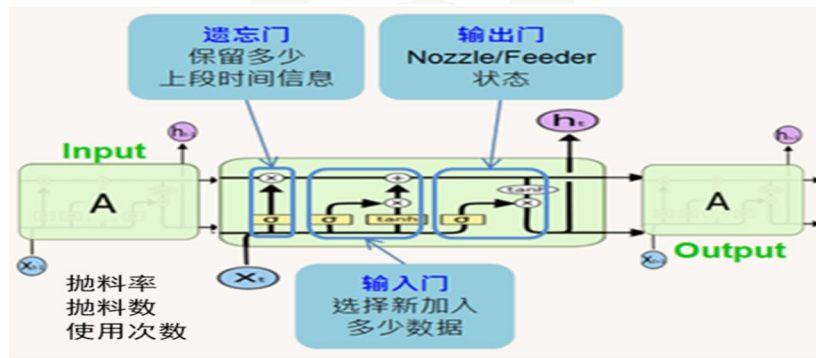 遗忘门
保留多少
上段时间信息
输出门
Nozzle/Feeder
状态
Input
Output
A
A
hₜ
Xₜ
σ
σ
tanh
σ
tanh
抛料率
抛料数
使用次数
输入门
选择新加入
多少数据